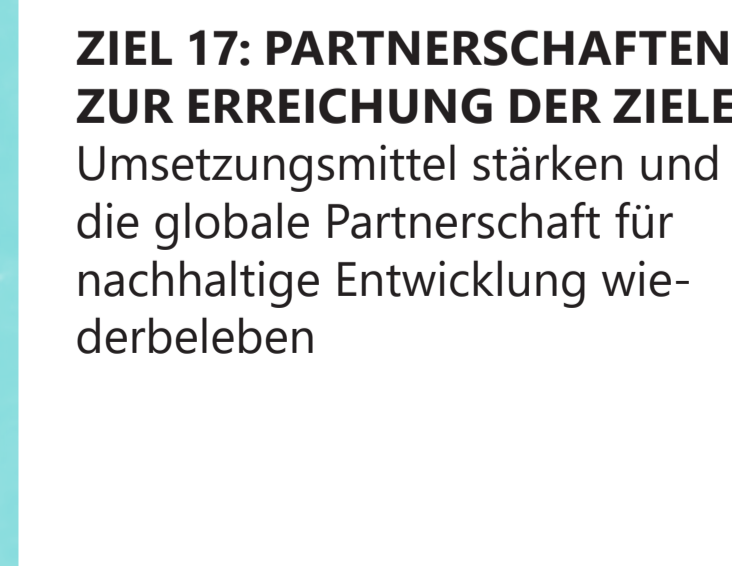 ZIEL 17: PARTNERSCHAFTEN
ZUR ERREICHUNG DER ZIELE
Umsetzungsmittel stärken und
die globale Partnerschaft für
nachhaltige Entwicklung wie-
derbeleben